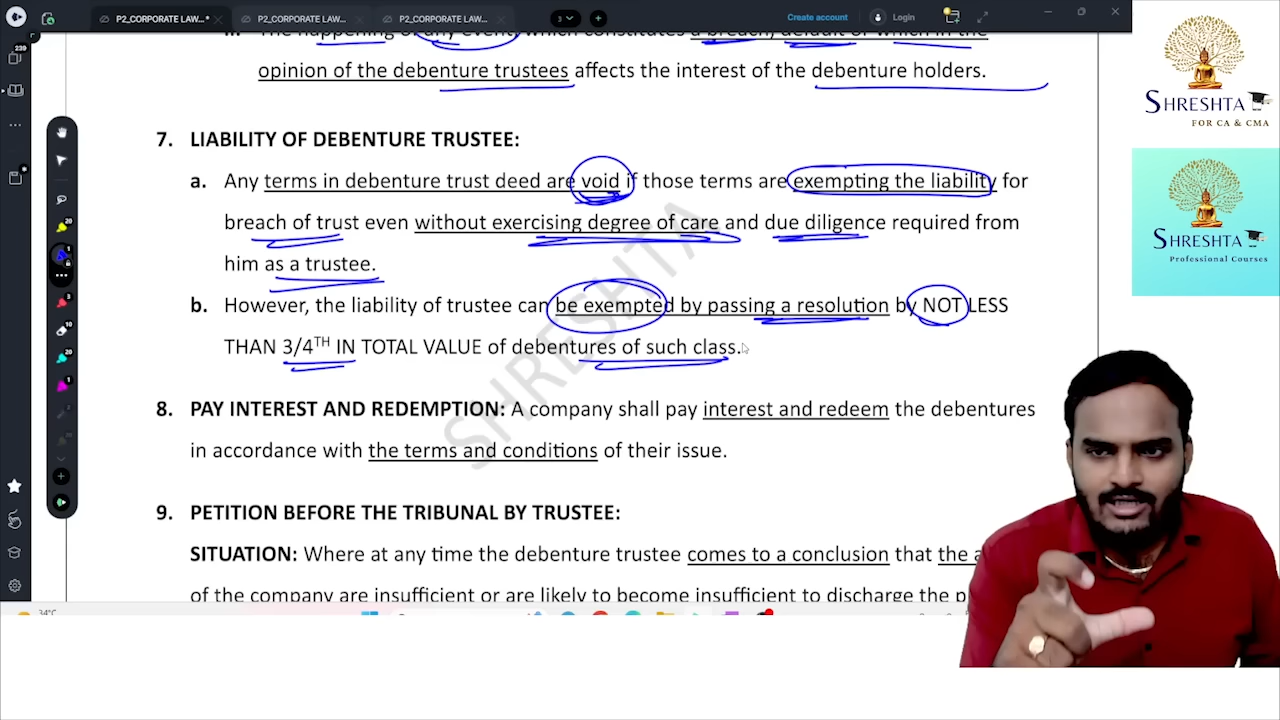 P2_CORPORATE LAW...* P2_CORPORATE LAW... P2_CORPORATE LAW... 3 Create account Login
opinion of the debenture trustees affects the interest of the debenture holders.
7. LIABILITY OF DEBENTURE TRUSTEE:
a. Any terms in debenture trust deed are void if those terms are exempting the liability for
breach of trust even without exercising degree of care and due diligence required from
him as a trustee.
b. However, the liability of trustee can be exempted by passing a resolution by NOT LESS
THAN 3/4TH IN TOTAL VALUE of debentures of such class.
8. PAY INTEREST AND REDEMPTION: A company shall pay interest and redeem the debentures
in accordance with the terms and conditions of their issue.
9. PETITION BEFORE THE TRIBUNAL BY TRUSTEE:
SITUATION: Where at any time the debenture trustee comes to a conclusion that the
of the company are insufficient or are likely to become insufficient to discharge the
SHRESHTA
SHRESHTA
FOR CA & CMA
SHRESHTA
Professional Courses